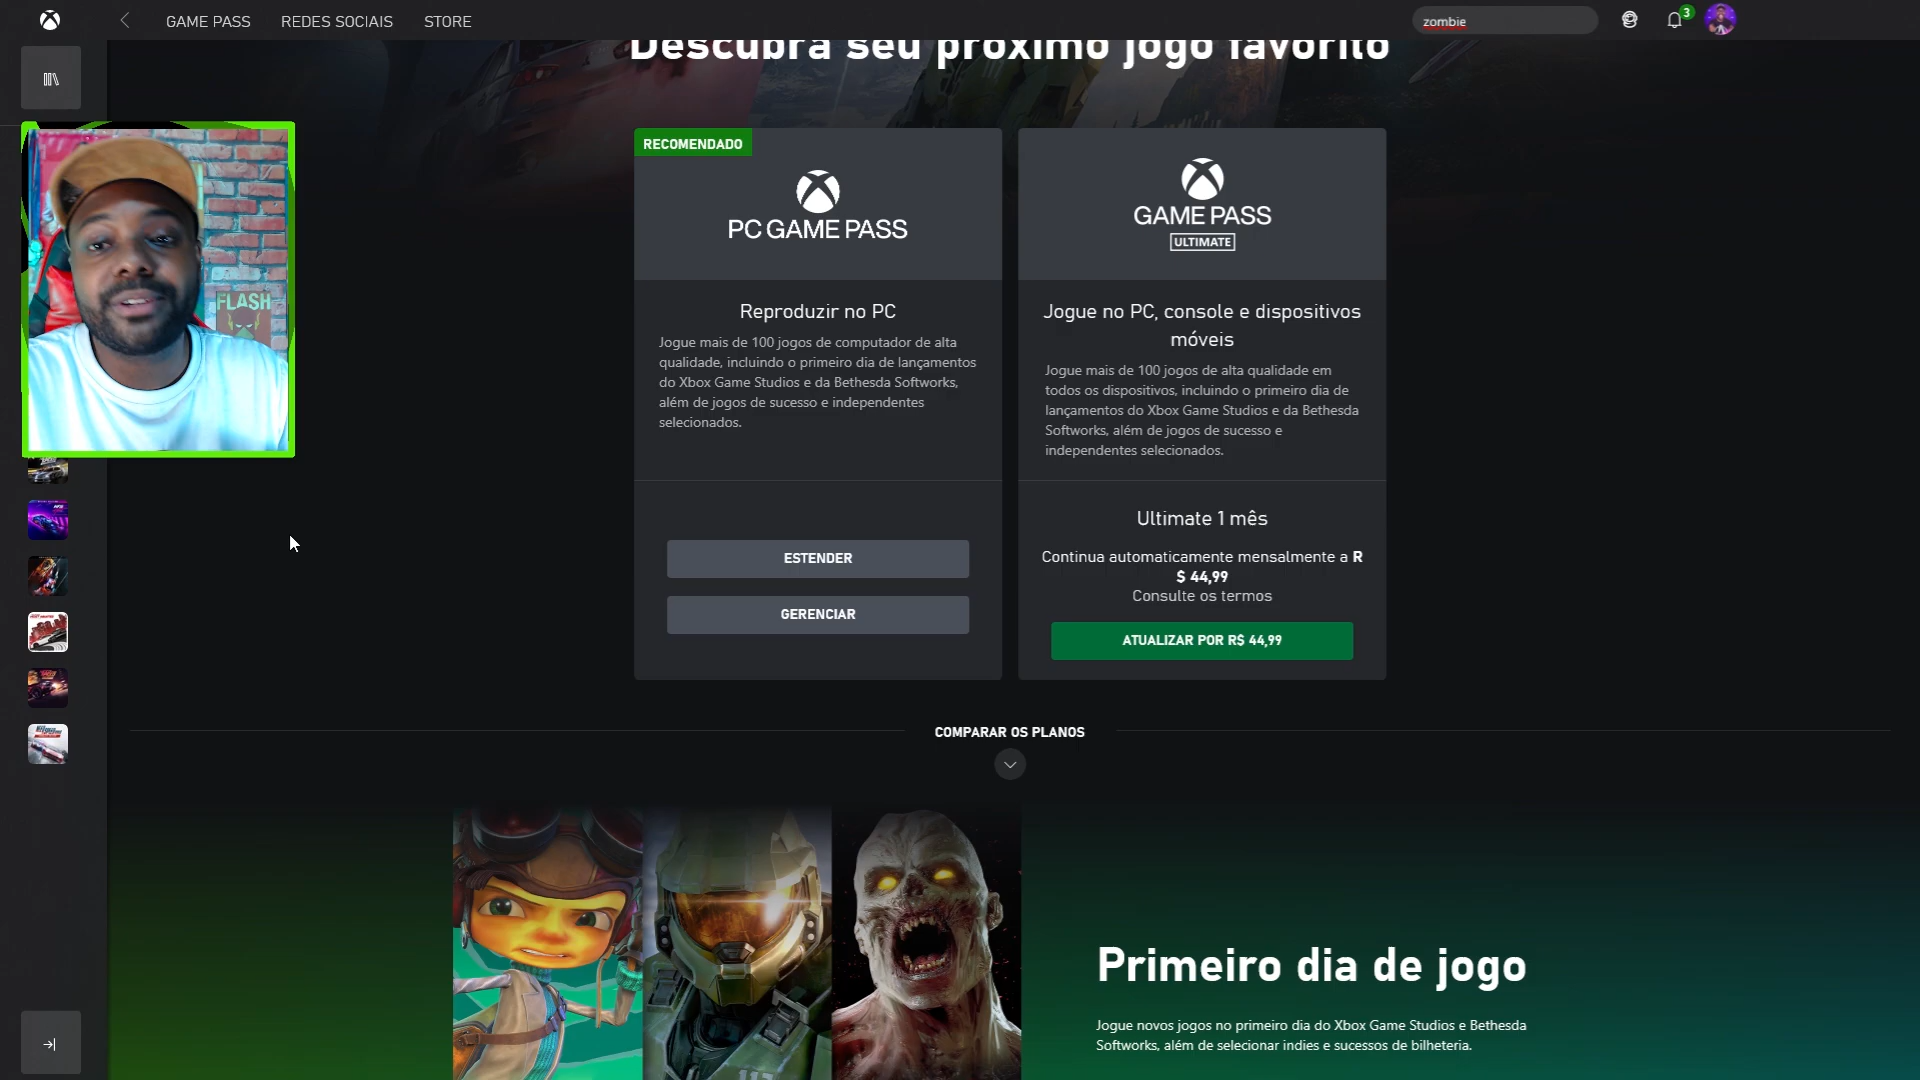 GAME PASS
REDES SOCIAIS
STORE
zombie
3
Descubra seu próximo jogo favorito
RECOMENDADO
PC GAME PASS
Reproduzir no PC
Jogue mais de 100 jogos de computador de alta
qualidade, incluindo o primeiro dia de lançamentos
do Xbox Game Studios e da Bethesda Softworks,
além de jogos de sucesso e independentes
selecionados.
ESTENDER
GERENCIAR
GAME PASS
ULTIMATE
Jogue no PC, console e dispositivos
móveis
Jogue mais de 100 jogos de alta qualidade em
todos os dispositivos, incluindo o primeiro dia de
lançamentos do Xbox Game Studios e da Bethesda
Softworks, além de jogos de sucesso e
independentes selecionados.
Ultimate 1 mês
Continua automaticamente mensalmente a R
$ 44,99
Consulte os termos
ATUALIZAR POR R$ 44,99
FLASH
COMPARAR OS PLANOS
117
Primeiro dia de jogo
Jogue novos jogos no primeiro dia do Xbox Game Studios e Bethesda
Softworks, além de selecionar indies e sucessos de bilheteria.